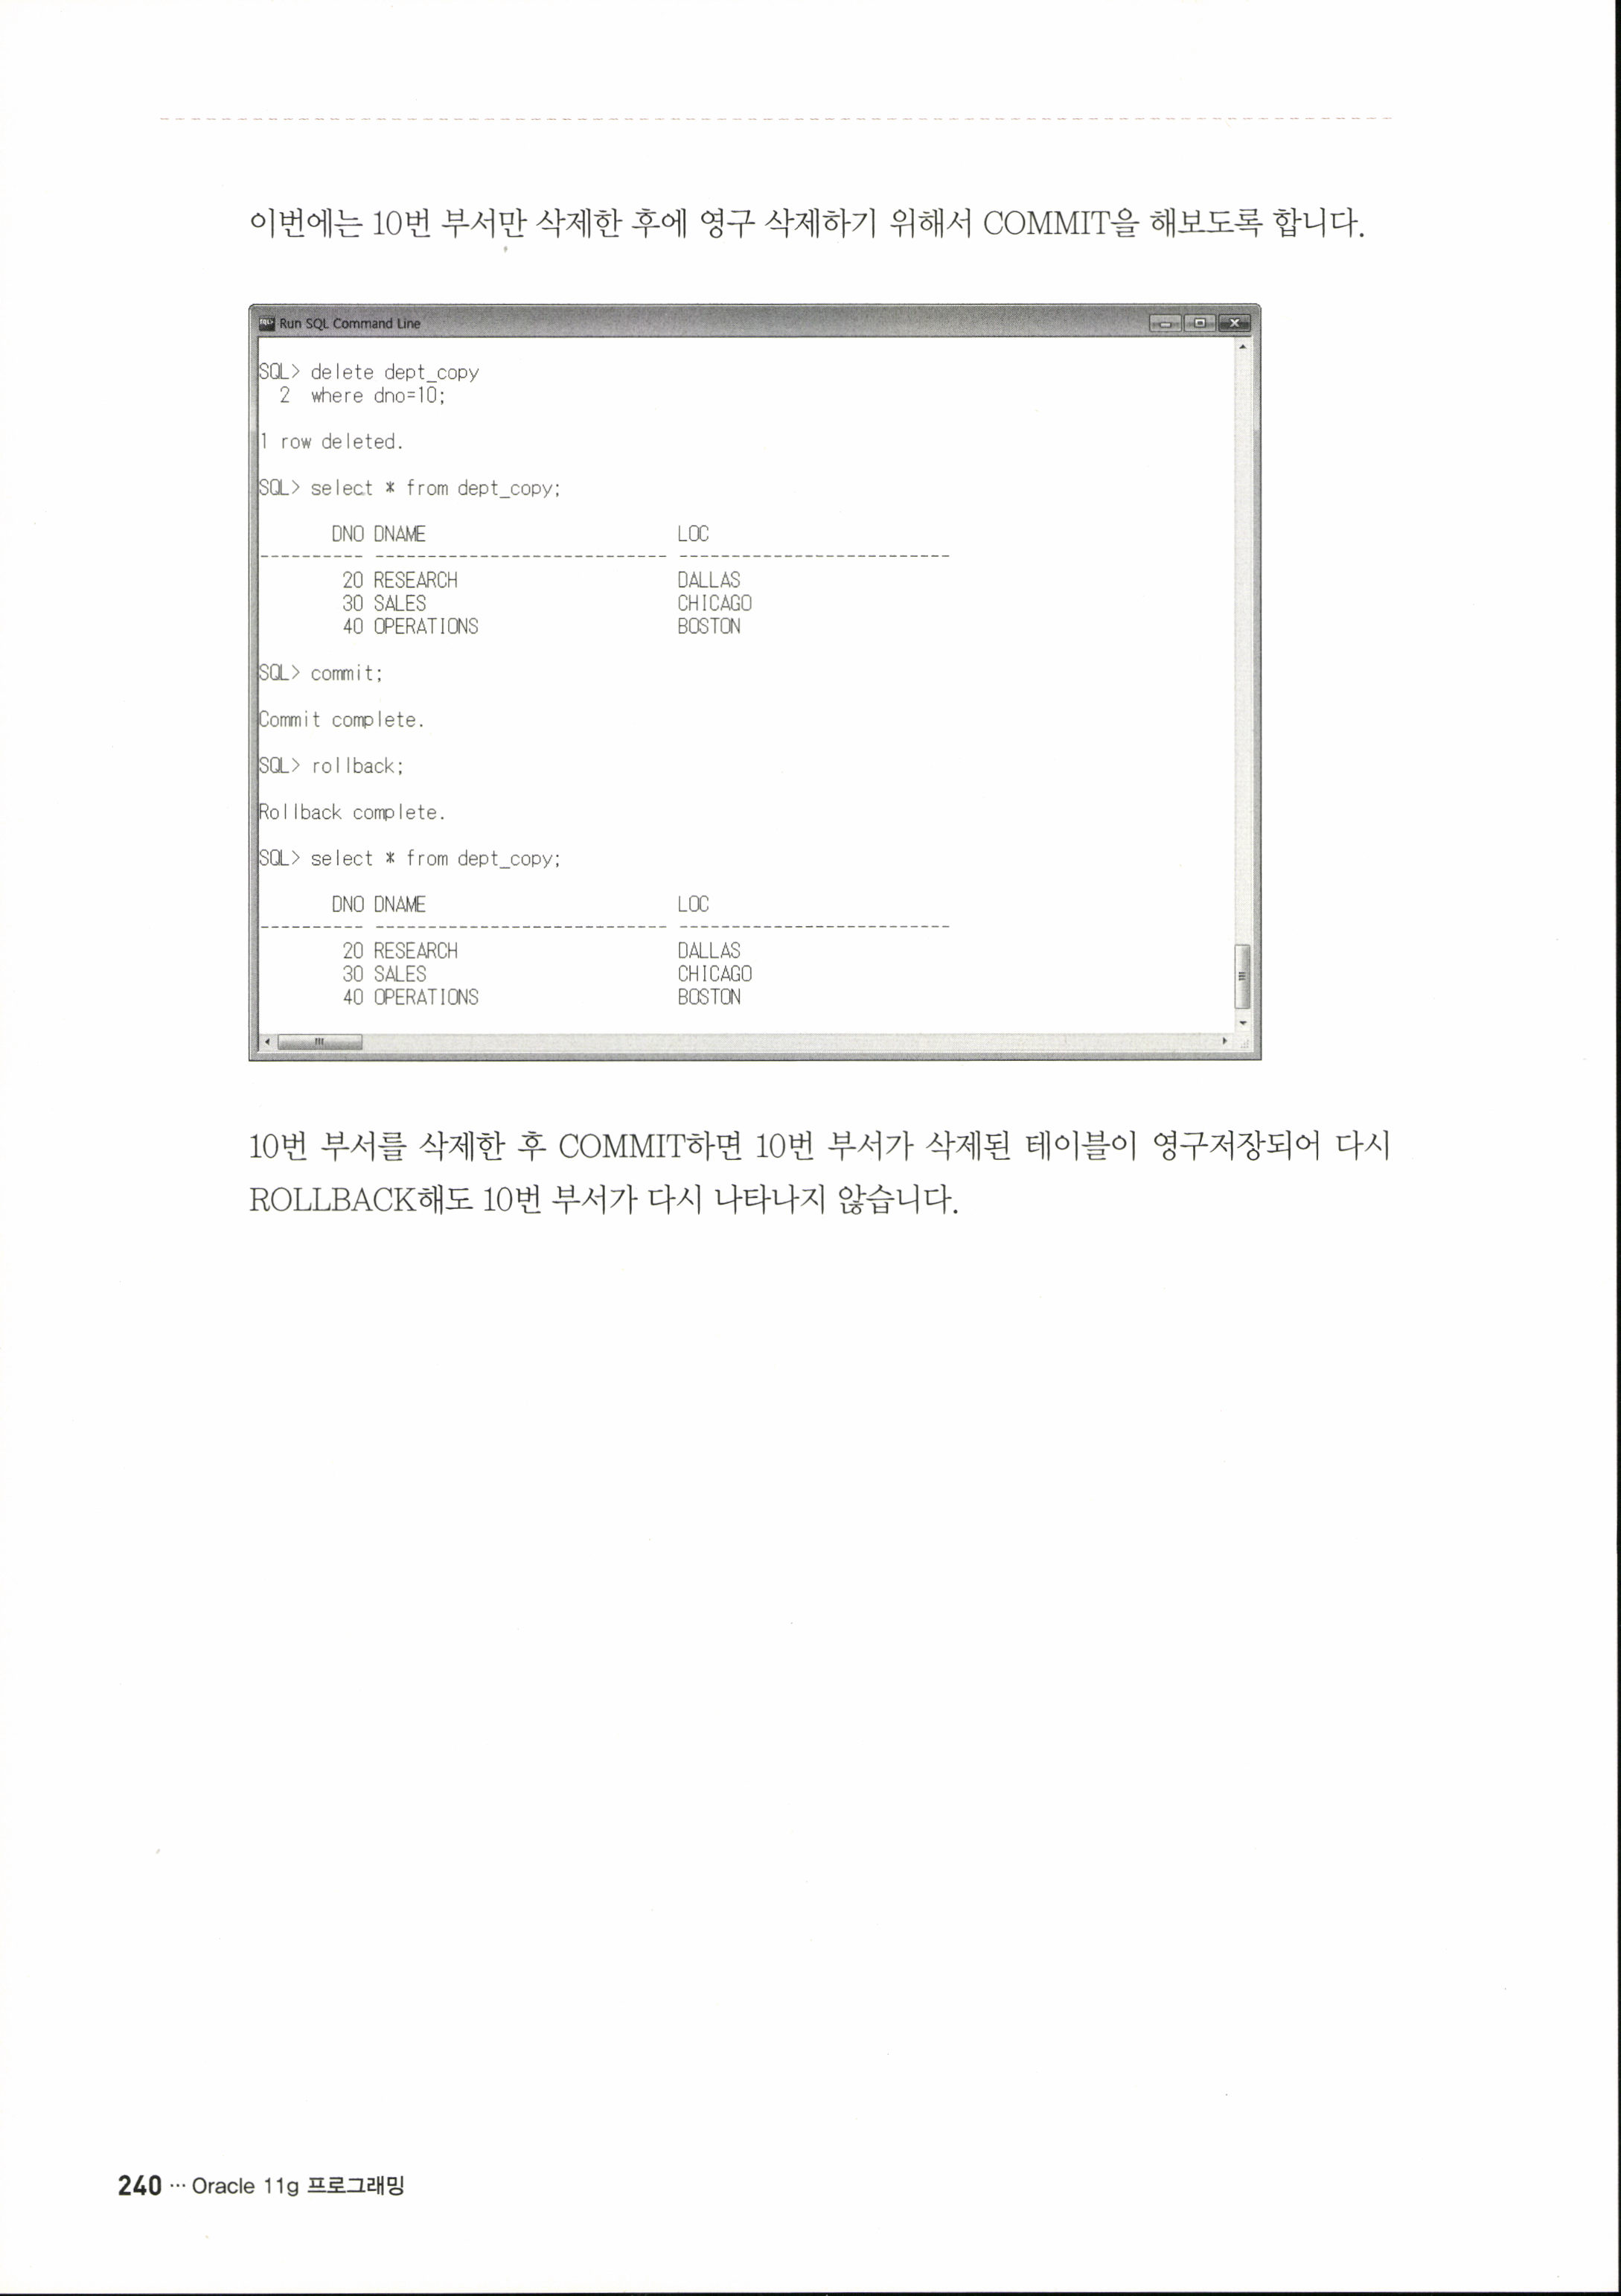 이번에는 10번 부서만 삭제한 후에 영구 삭제하기 위해서 COMMIT을 해보도록 합니다.
Run SQL Command Line
SQL> delete dept_copy
  2  where dno=10;
1 row deleted.
SQL> select * from dept_copy;
       DNO DNAME                        LOC
---------- ---------------------------- --------------------------
        20 RESEARCH                     DALLAS
        30 SALES                        CHICAGO
        40 OPERATIONS                   BOSTON
SQL> commit;
Commit complete.
SQL> rollback;
Rollback complete.
SQL> select * from dept_copy;
       DNO DNAME                        LOC
---------- ---------------------------- --------------------------
        20 RESEARCH                     DALLAS
        30 SALES                        CHICAGO
        40 OPERATIONS                   BOSTON
10번 부서를 삭제한 후 COMMIT하면 10번 부서가 삭제된 테이블이 영구저장되어 다시
ROLLBACK해도 10번 부서가 다시 나타나지 않습니다.
240 ··· Oracle 11g 프로그래밍